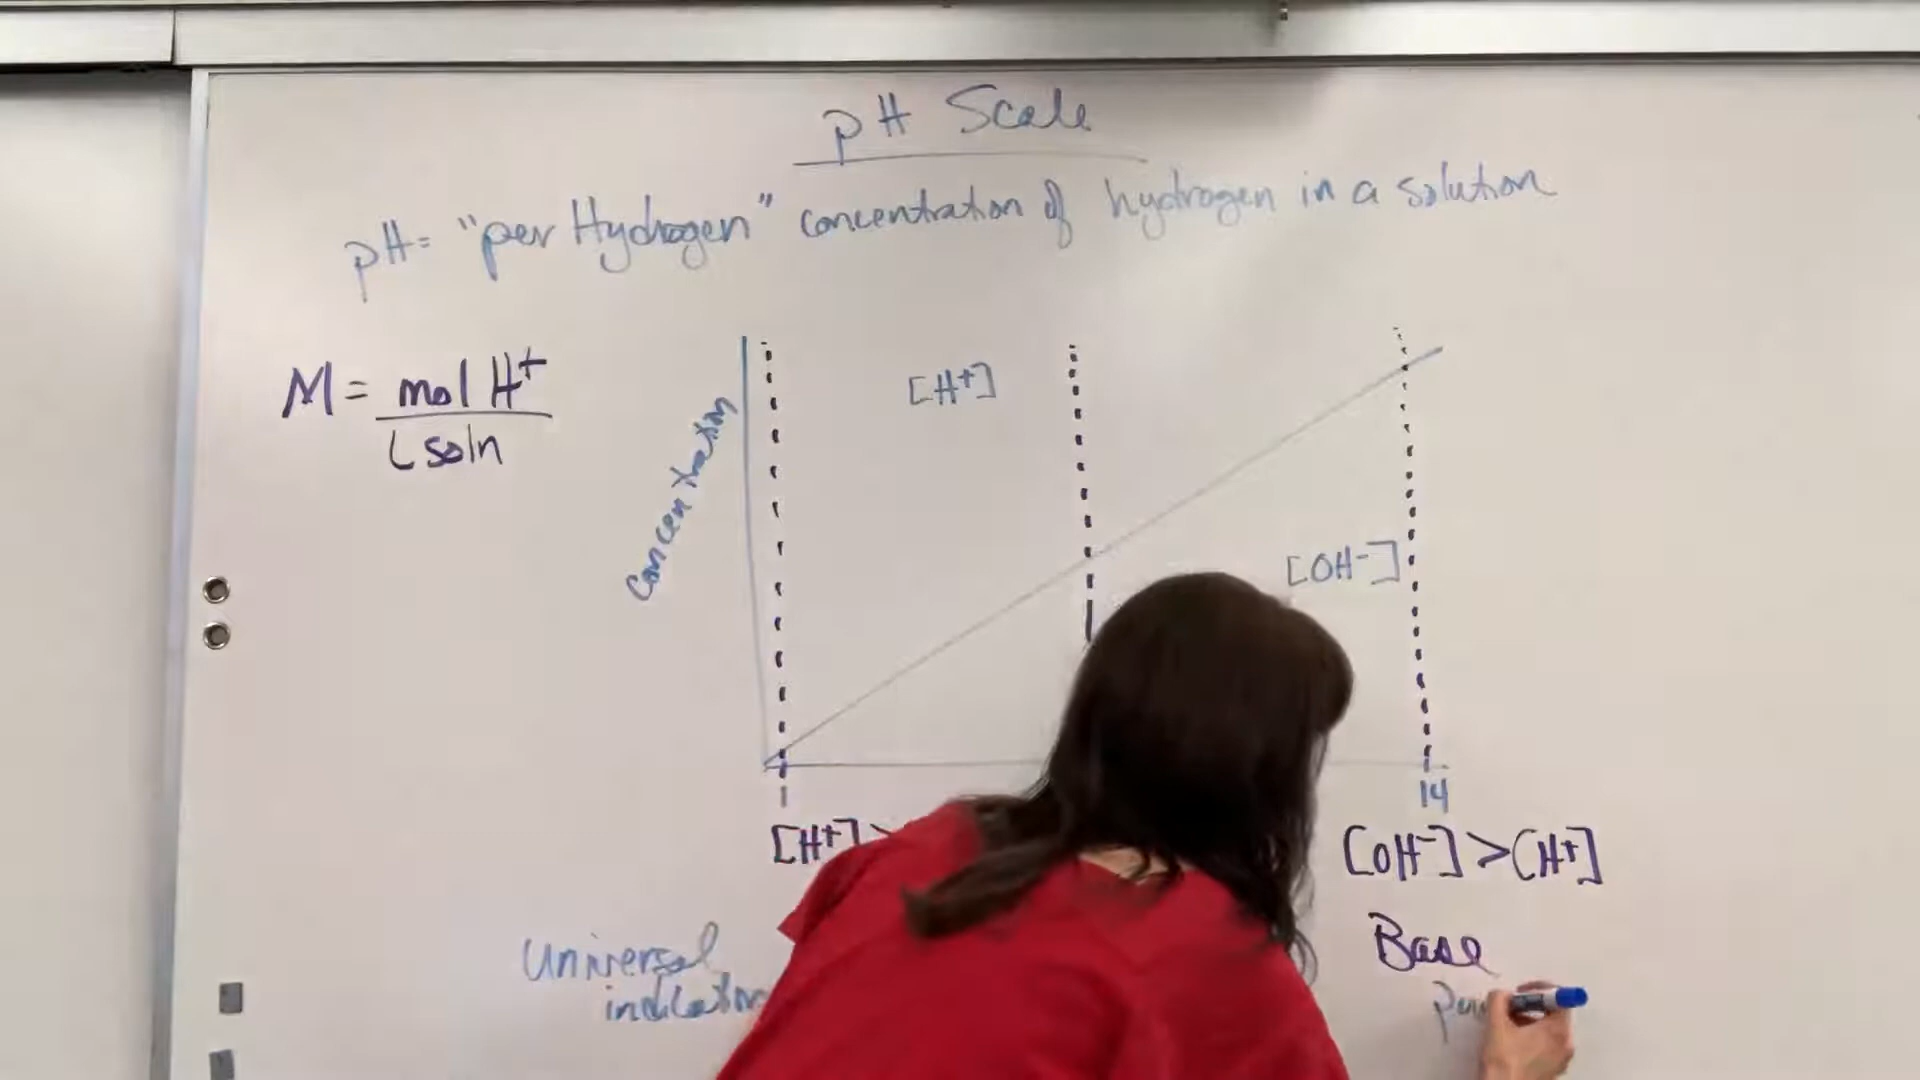 pH Scale
pH = "per Hydrogen" concentration of hydrogen in a solution
M = mol H+
L soln
Concentration
[H+]
[OH-]
14
[H+] >
[OH-] > [H+]
Base
Universal
indicator